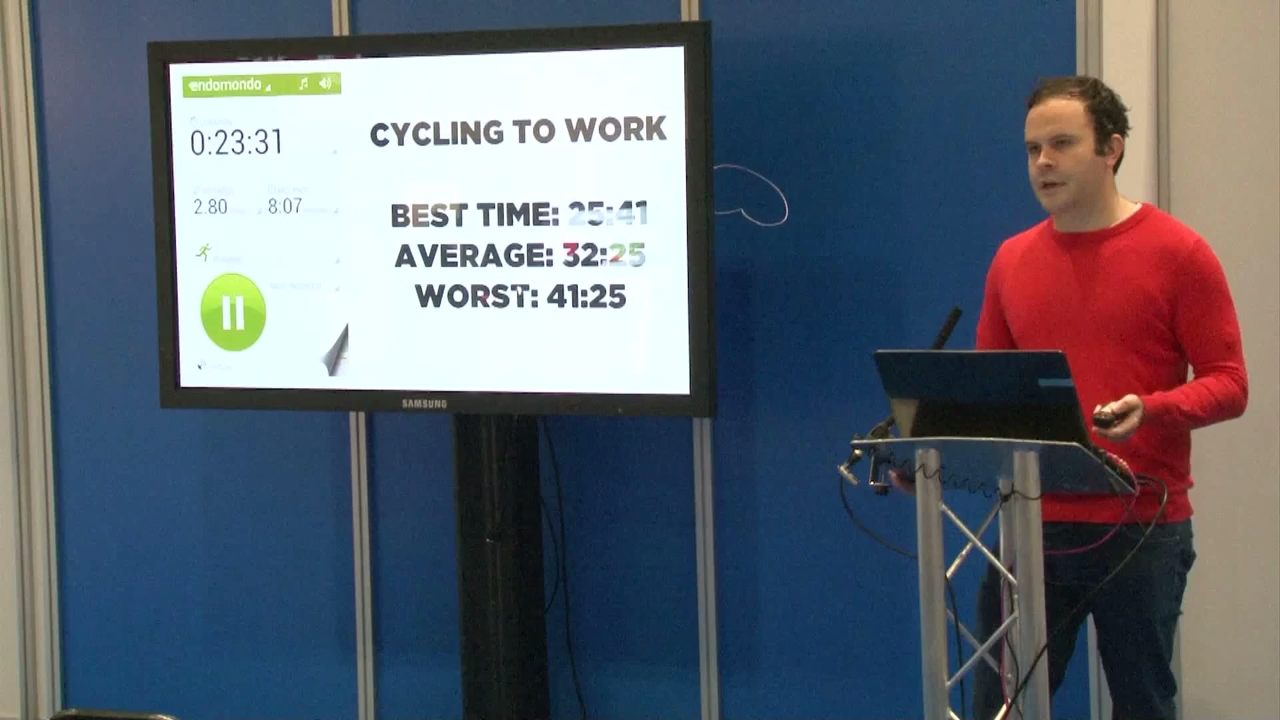 endomondo
0:23:31
2.80
8:07
CYCLING TO WORK
BEST TIME: 25:41
AVERAGE: 32:25
WORST: 41:25
SAMSUNG